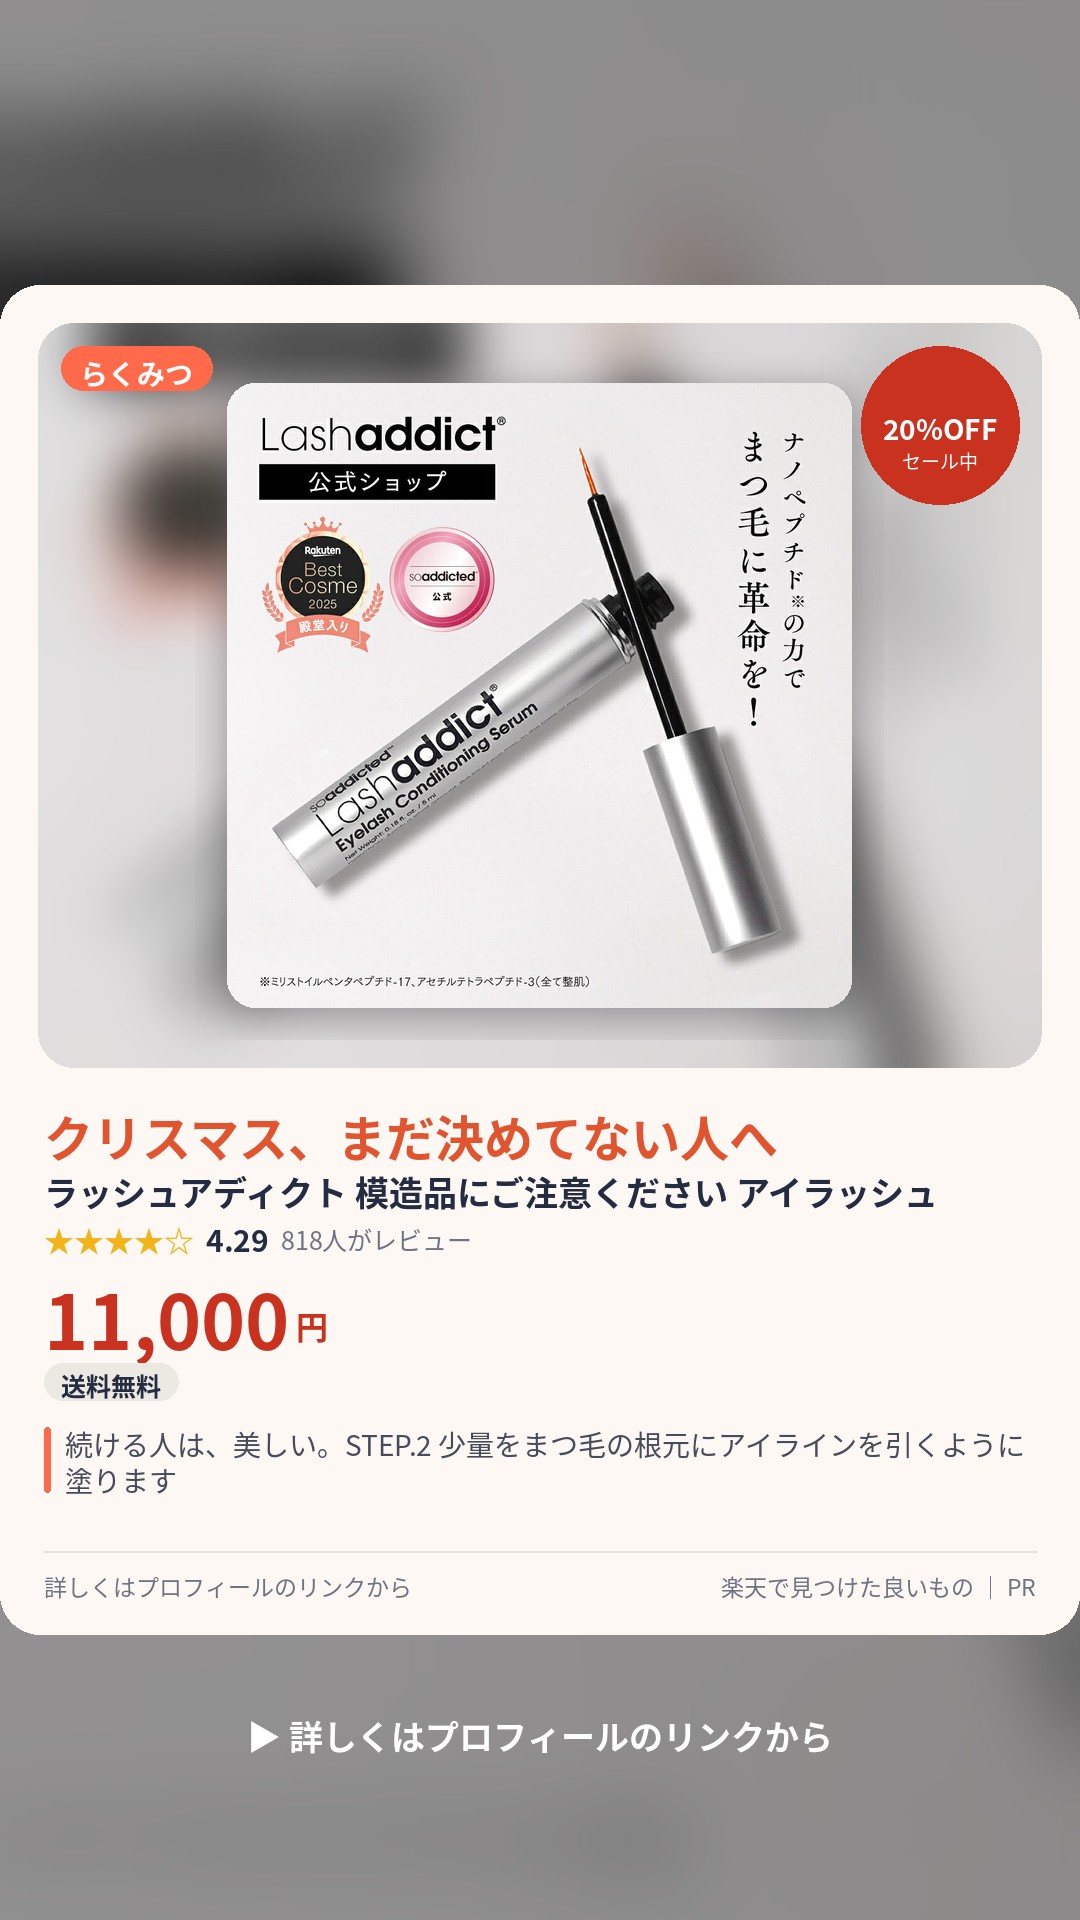 らくみつ
20%OFF
セール中
Lashaddict®
公式ショップ
Rakuten
Best
Cosme
2025
殿堂入り
soaddicted
公式
ナノペプチド※の力で
まつ毛に革命を!
soaddicted™
Lashaddict®
Eyelash Conditioning Serum
Net Weight: 0.18 fl. oz. / 5 ml
※ミリストイルペンタペプチド-17、アセチルテトラペプチド-3(全て整肌)
クリスマス、まだ決めてない人へ
ラッシュアディクト 模造品にご注意ください アイラッシュ
★★★★☆ 4.29 818人がレビュー
11,000円
送料無料
続ける人は、美しい。STEP.2 少量をまつ毛の根元にアイラインを引くように
塗ります
詳しくはプロフィールのリンクから
楽天で見つけた良いもの | PR
▶ 詳しくはプロフィールのリンクから